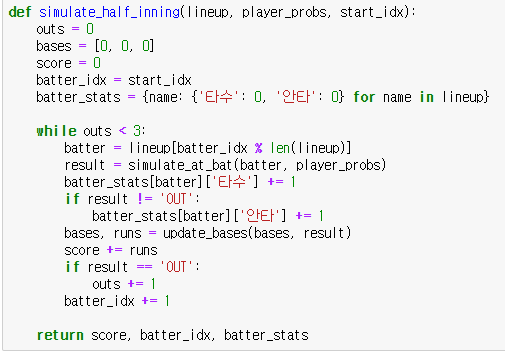 def simulate_half_inning(lineup, player_probs, start_idx):
    outs = 0
    bases = [0, 0, 0]
    score = 0
    batter_idx = start_idx
    batter_stats = {name: {'타수': 0, '안타': 0} for name in lineup}

    while outs < 3:
        batter = lineup[batter_idx % len(lineup)]
        result = simulate_at_bat(batter, player_probs)
        batter_stats[batter]['타수'] += 1
        if result != 'OUT':
            batter_stats[batter]['안타'] += 1
        bases, runs = update_bases(bases, result)
        score += runs
        if result == 'OUT':
            outs += 1
        batter_idx += 1

    return score, batter_idx, batter_stats